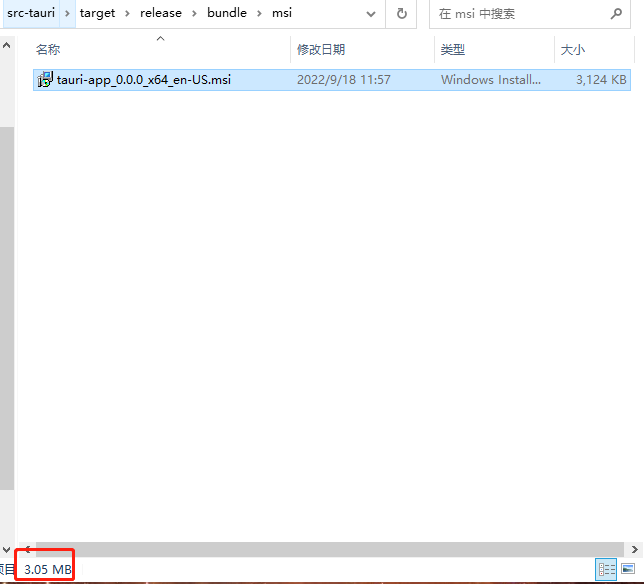 src-tauri › target › release › bundle › msi
在 msi 中搜索
名称 修改日期 类型 大小
tauri-app_0.0.0_x64_en-US.msi 2022/9/18 11:57 Windows Install... 3,124 KB
项目 3.05 MB